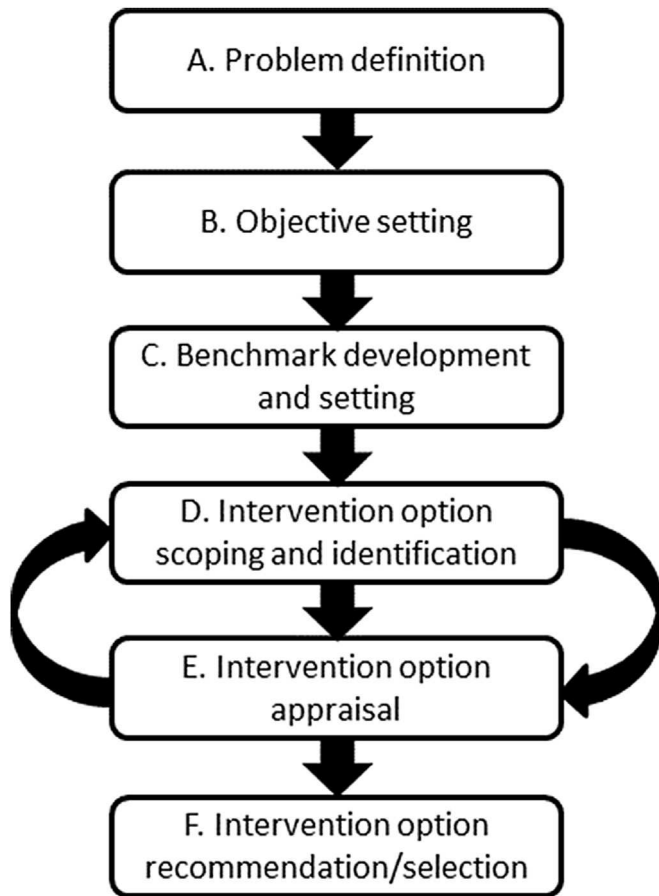 A. Problem definition
B. Objective setting
C. Benchmark development
and setting
D. Intervention option
scoping and identification
E. Intervention option
appraisal
F. Intervention option
recommendation/selection